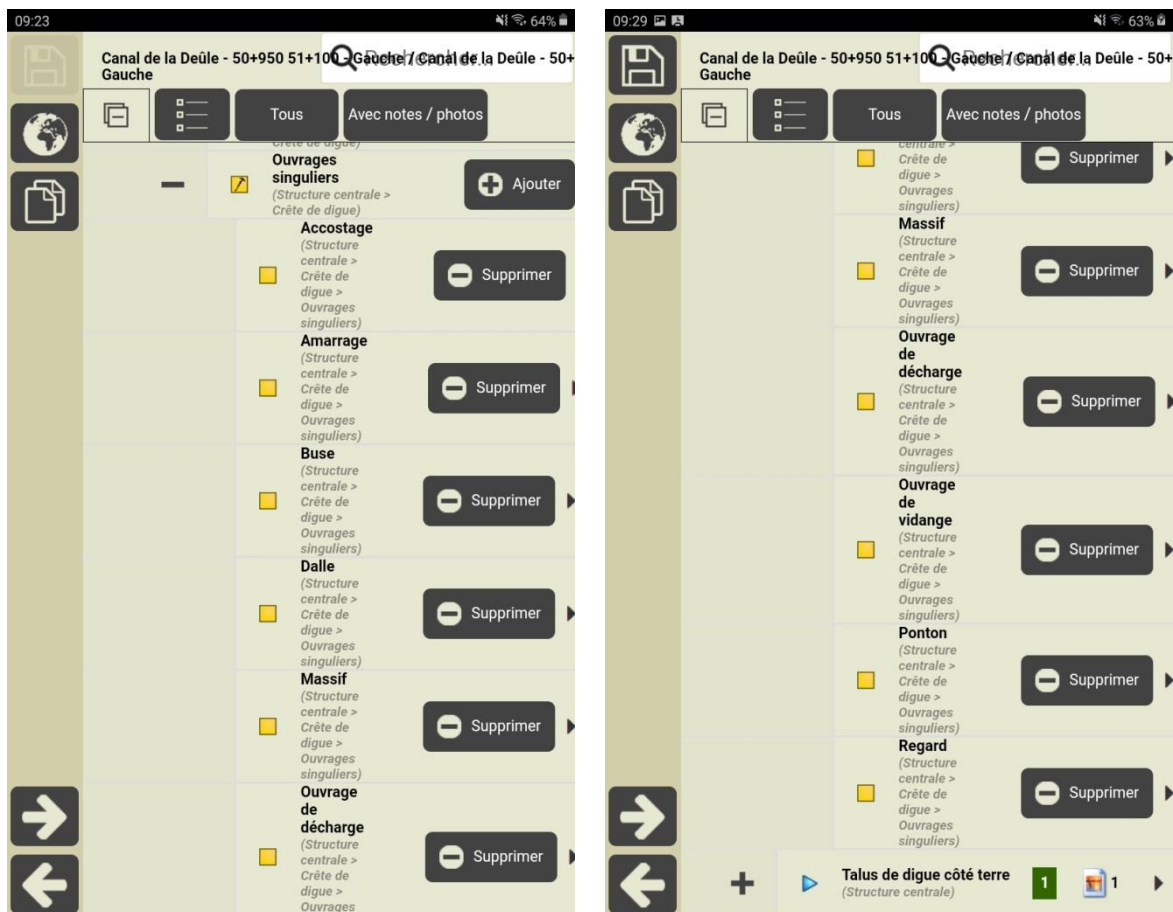 09:23
64%
Canal de la Deûle - 50+950 51+100 - Gauche / Canal de la Deûle - 50+
Gauche
Rechercher...
Tous
Avec notes / photos
Crête de digue)
Ouvrages
singuliers
(Structure centrale >
Crête de digue)
Ajouter
Accostage
(Structure
centrale >
Crête de
digue >
Ouvrages
singuliers)
Supprimer
Amarrage
(Structure
centrale >
Crête de
digue >
Ouvrages
singuliers)
Supprimer
Buse
(Structure
centrale >
Crête de
digue >
Ouvrages
singuliers)
Supprimer
Dalle
(Structure
centrale >
Crête de
digue >
Ouvrages
singuliers)
Supprimer
Massif
(Structure
centrale >
Crête de
digue >
Ouvrages
singuliers)
Supprimer
Ouvrage
de
décharge
(Structure
centrale >
Crête de
digue >
Ouvrages
Supprimer
09:29
63%
Canal de la Deûle - 50+950 51+100 - Gauche / Canal de la Deûle - 50+
Gauche
Rechercher...
Tous
Avec notes / photos
centrale >
Crête de
digue >
Ouvrages
singuliers)
Supprimer
Massif
(Structure
centrale >
Crête de
digue >
Ouvrages
singuliers)
Supprimer
Ouvrage
de
décharge
(Structure
centrale >
Crête de
digue >
Ouvrages
singuliers)
Supprimer
Ouvrage
de
vidange
(Structure
centrale >
Crête de
digue >
Ouvrages
singuliers)
Supprimer
Ponton
(Structure
centrale >
Crête de
digue >
Ouvrages
singuliers)
Supprimer
Regard
(Structure
centrale >
Crête de
digue >
Ouvrages
singuliers)
Supprimer
Talus de digue côté terre
(Structure centrale)
1
1